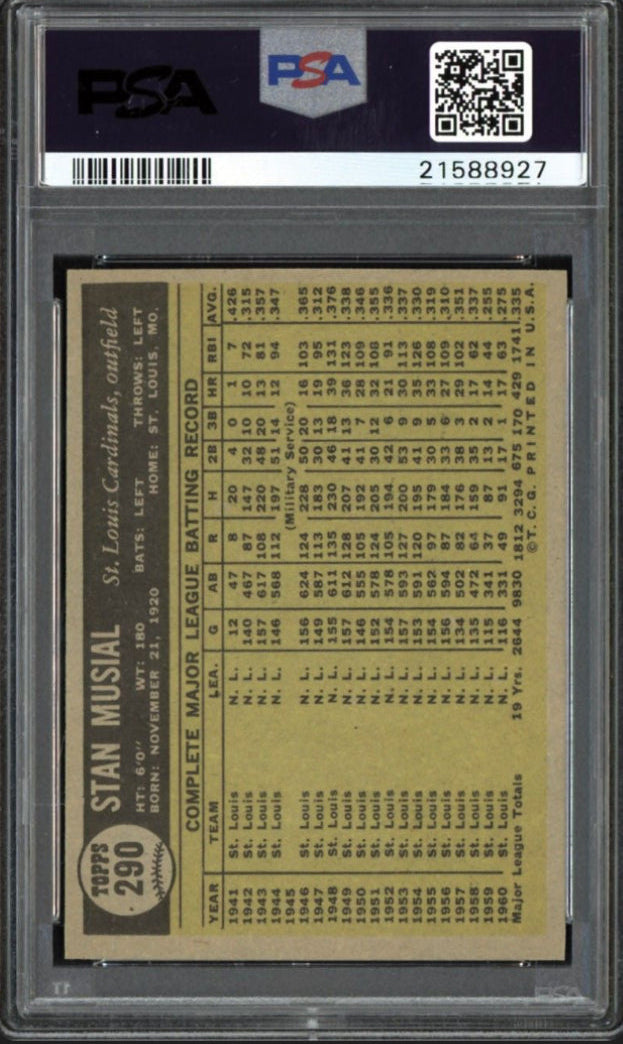 PSA
PSA
21588927
TOPPS
290
STAN MUSIAL St. Louis Cardinals, outfield
HT: 6'0" WT: 180 BATS: LEFT THROWS: LEFT
BORN: NOVEMBER 21, 1920 HOME: ST. LOUIS, MO.
COMPLETE MAJOR LEAGUE BATTING RECORD
YEAR TEAM LEA. G AB R H 2B 3B HR RBI AVG.
1941 St. Louis N. L. 12 47 8 20 4 0 1 7 .426
1942 St. Louis N. L. 140 467 87 147 32 10 10 72 .315
1943 St. Louis N. L. 157 617 108 220 48 20 13 81 .357
1944 St. Louis N. L. 146 568 112 197 51 14 12 94 .347
1945 (Military Service)
1946 St. Louis N. L. 156 624 124 228 50 20 16 103 .365
1947 St. Louis N. L. 149 587 113 183 30 13 19 95 .312
1948 St. Louis N. L. 155 611 135 230 46 18 39 131 .376
1949 St. Louis N. L. 157 612 128 207 41 13 36 123 .338
1950 St. Louis N. L. 146 555 105 192 41 7 28 109 .346
1951 St. Louis N. L. 152 578 124 205 30 12 32 108 .355
1952 St. Louis N. L. 154 578 105 194 42 6 21 91 .336
1953 St. Louis N. L. 157 593 127 200 53 9 30 113 .337
1954 St. Louis N. L. 153 591 120 195 41 9 35 126 .330
1955 St. Louis N. L. 154 562 97 179 30 5 33 108 .319
1956 St. Louis N. L. 156 594 87 184 33 6 27 109 .310
1957 St. Louis N. L. 134 502 82 176 38 3 29 102 .351
1958 St. Louis N. L. 135 472 64 159 35 2 17 62 .337
1959 St. Louis N. L. 115 341 37 87 13 2 14 44 .255
1960 St. Louis N. L. 116 331 49 91 17 1 17 63 .275
Major League Totals 19 Yrs. 2644 9830 1812 3294 675 170 429 1741 .335
©T. C. G. PRINTED IN U.S.A.
PSA